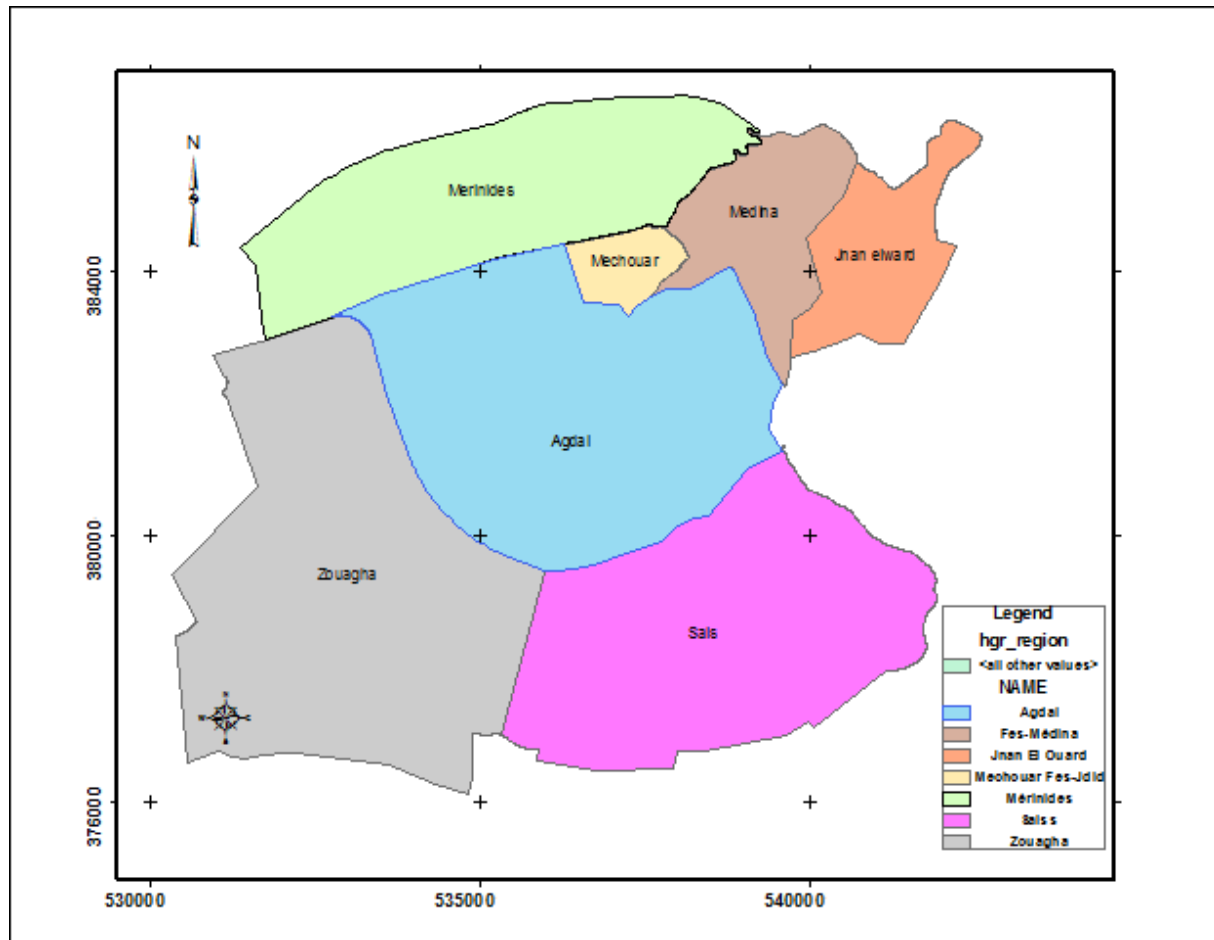 N
Merinides
Medina
Jnan elward
Mechouar
384000
Agdal
380000
Zouagha
Sais
376000
Legend
hgr_region
<all other values>
NAME
Agdal
Fes-Médina
Jnan El Ouard
Mechouar Fes-Jdid
Mérinides
Saiss
Zouagha
530000
535000
540000